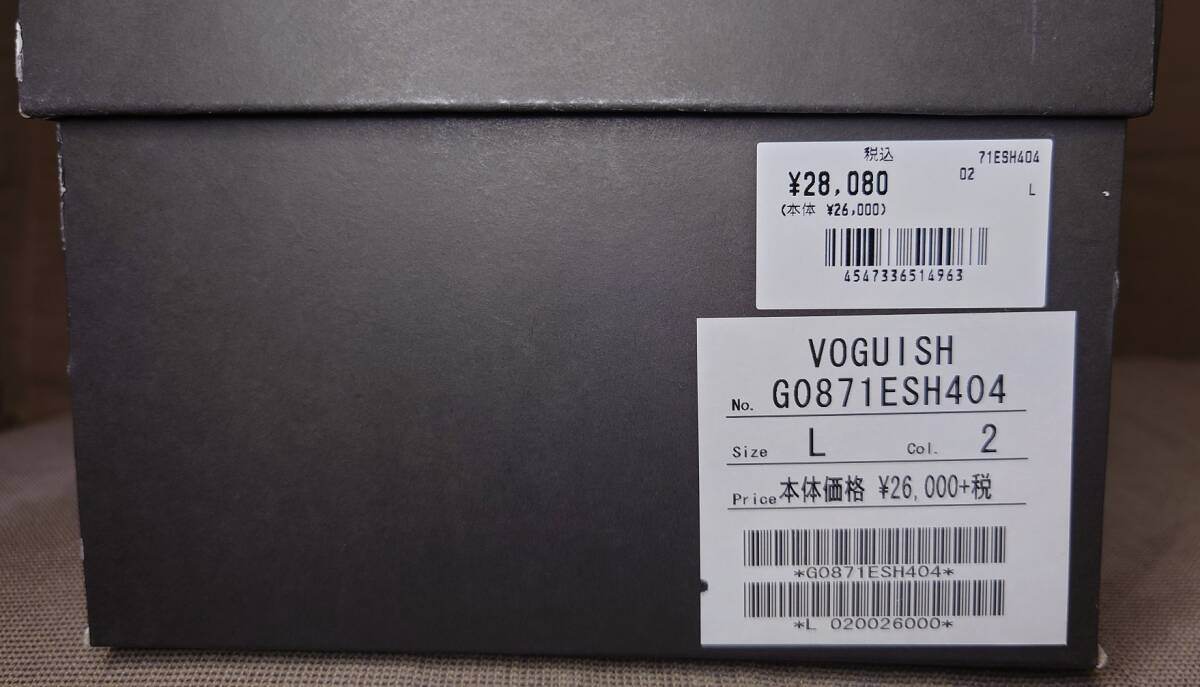 税込 71ESH404
¥28,080 02
(本体 ¥26,000) L
4547336514963
VOGUISH
No. G0871ESH404
Size L Col. 2
Price 本体価格 ¥26,000+税
*G0871ESH404*
*L 020026000*